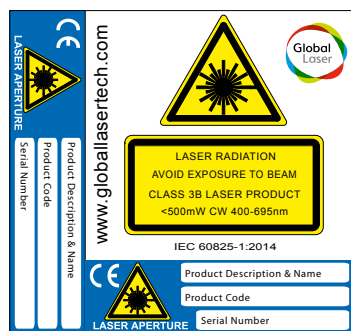 CE
LASER APERTURE
Product Description & Name
Product Code
Serial Number
www.globallasertech.com
Global
Laser
LASER RADIATION
AVOID EXPOSURE TO BEAM
CLASS 3B LASER PRODUCT
<500mW CW 400-695nm
IEC 60825-1:2014
CE
LASER APERTURE
Product Description & Name
Product Code
Serial Number